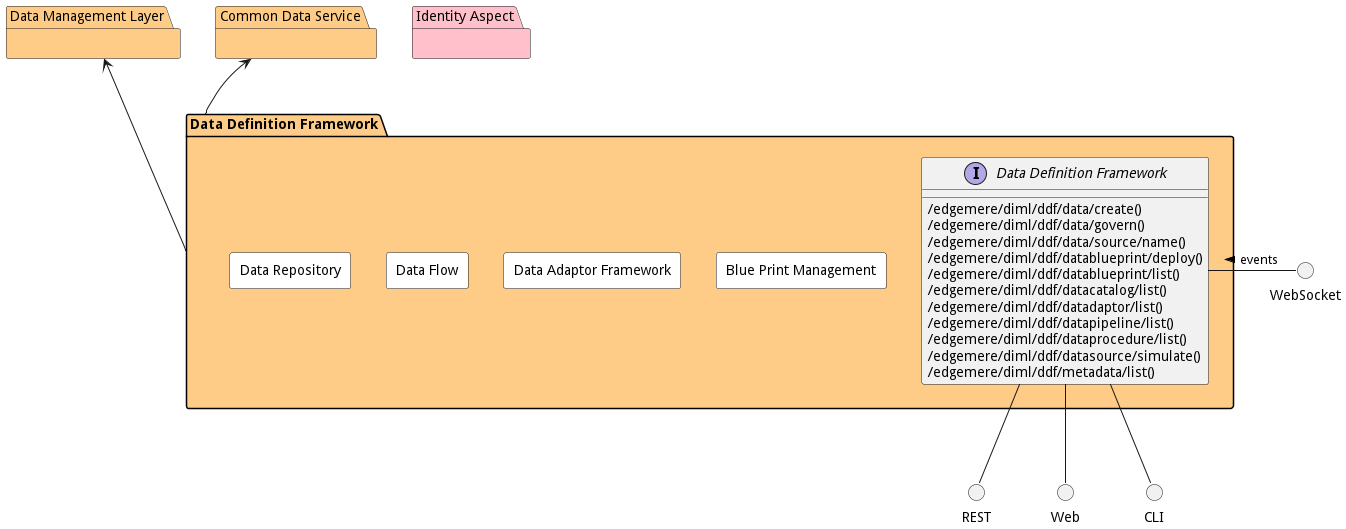 Data Management Layer
Common Data Service
Identity Aspect
Data Definition Framework
I Data Definition Framework
/edgemere/diml/ddf/data/create()
/edgemere/diml/ddf/data/govern()
/edgemere/diml/ddf/data/source/name()
/edgemere/diml/ddf/datablueprint/deploy()
/edgemere/diml/ddf/datablueprint/list()
/edgemere/diml/ddf/datacatalog/list()
/edgemere/diml/ddf/datadaptor/list()
/edgemere/diml/ddf/datapipeline/list()
/edgemere/diml/ddf/dataprocedure/list()
/edgemere/diml/ddf/datasource/simulate()
/edgemere/diml/ddf/metadata/list()
Data Repository
Data Flow
Data Adaptor Framework
Blue Print Management
events
WebSocket
REST
Web
CLI